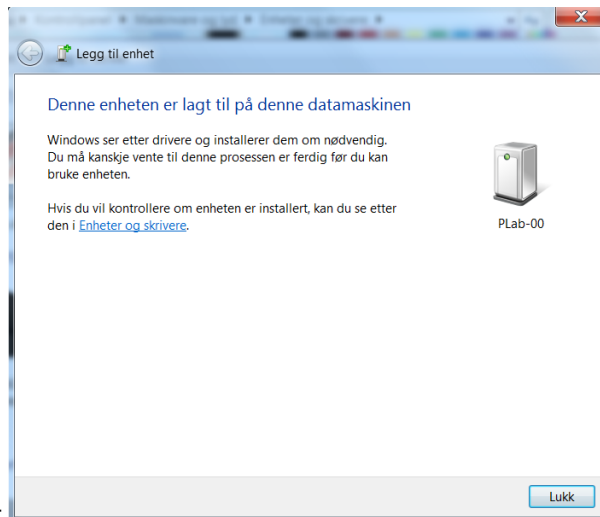 Legg til enhet
Denne enheten er lagt til på denne datamaskinen
Windows ser etter drivere og installerer dem om nødvendig.
Du må kanskje vente til denne prosessen er ferdig før du kan
bruke enheten.
Hvis du vil kontrollere om enheten er installert, kan du se etter
den i Enheter og skrivere.
PLab-00
Lukk